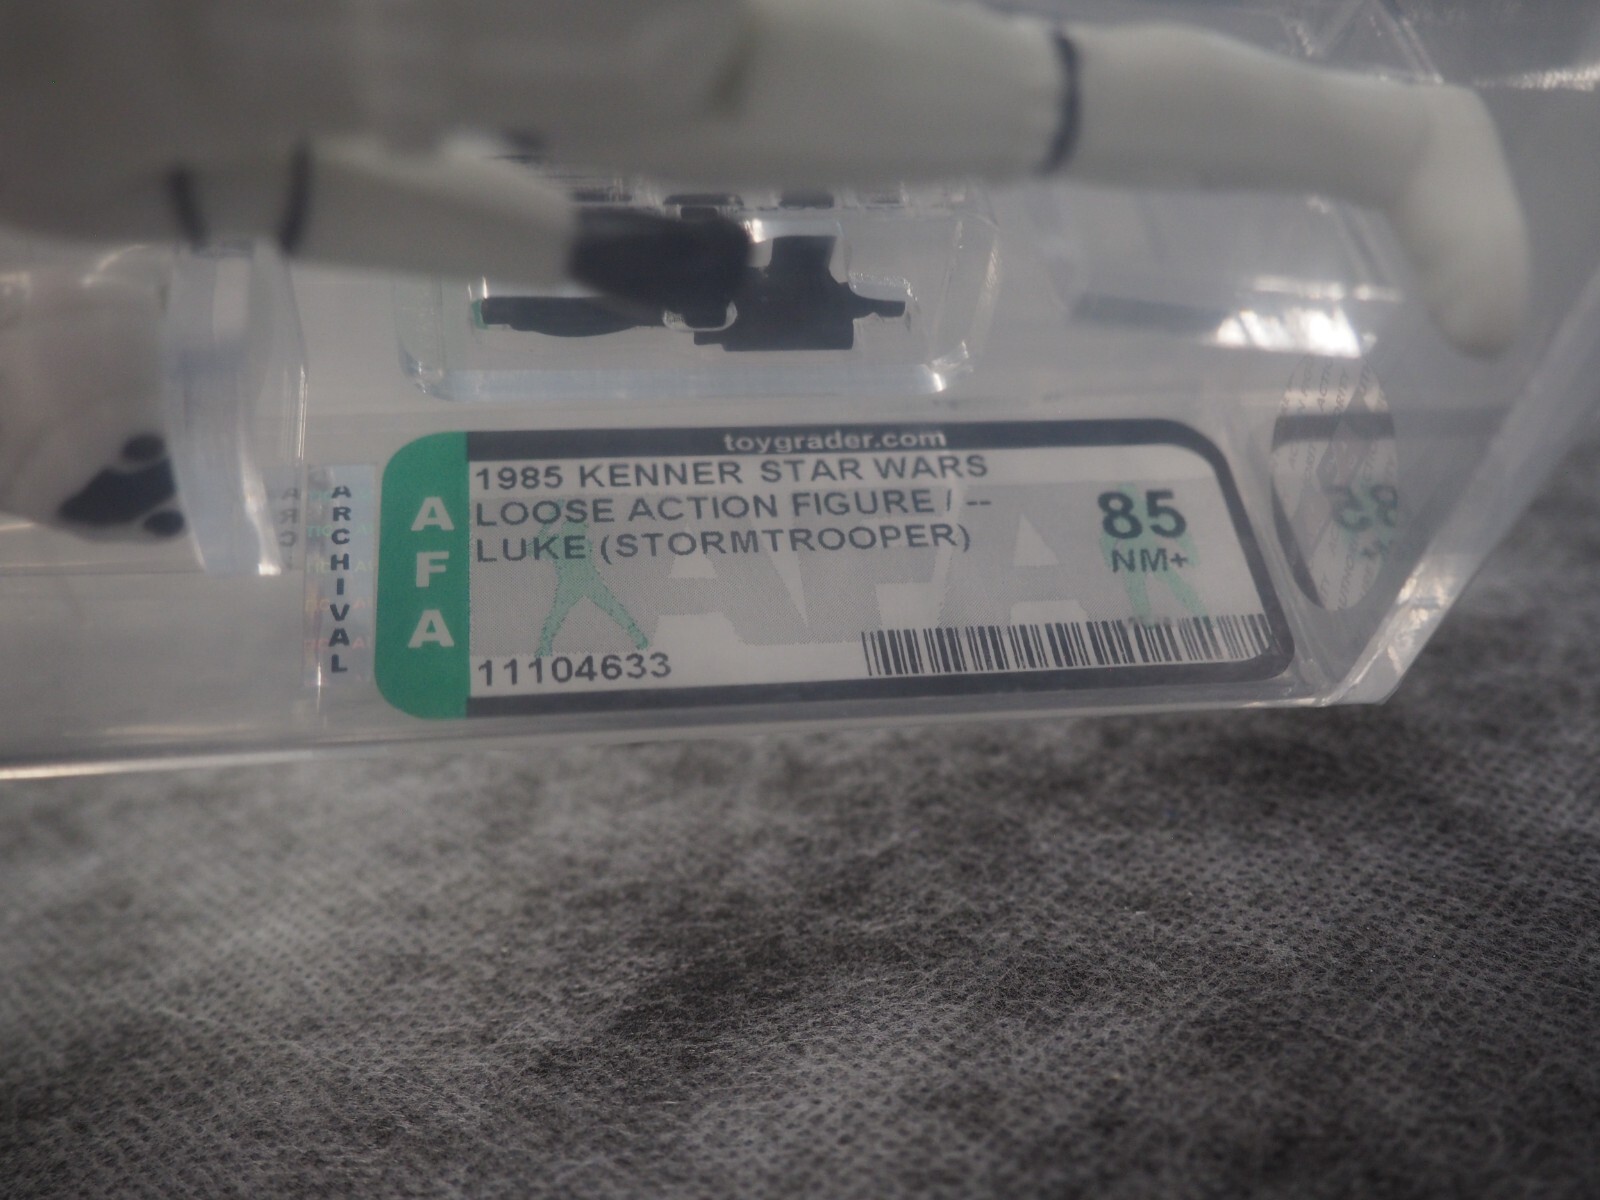 toygrader.com
ARCHIVAL
AFA
1985 KENNER STAR WARS
LOOSE ACTION FIGURE / --
LUKE (STORMTROOPER)
85
NM+
11104633